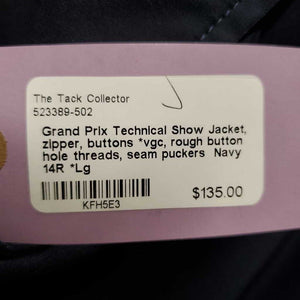 The Tack Collector
523389-502
Grand Prix Technical Show Jacket,
zipper, buttons *vgc, rough button
hole threads, seam puckers Navy
14R *Lg
$135.00
KFH5E3